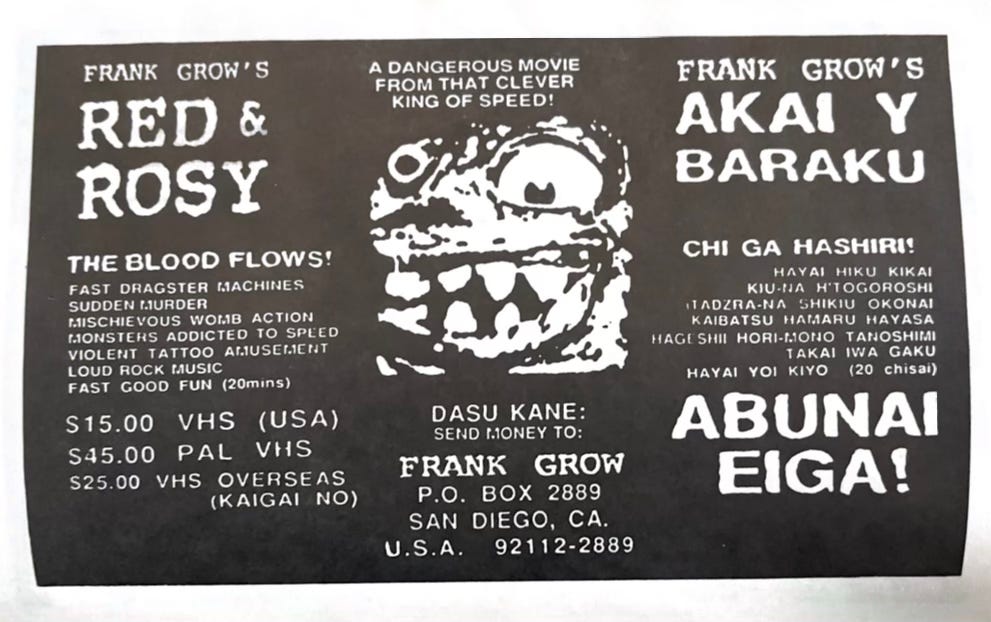 FRANK GROW'S
RED &
ROSY
THE BLOOD FLOWS!
FAST DRAGSTER MACHINES
SUDDEN MURDER
MISCHIEVOUS WOMB ACTION
MONSTERS ADDICTED TO SPEED
VIOLENT TATTOO AMUSEMENT
LOUD ROCK MUSIC
FAST GOOD FUN (20mins)
$15.00 VHS (USA)
$45.00 PAL VHS
$25.00 VHS OVERSEAS
(KAIGAI NO)
A DANGEROUS MOVIE
FROM THAT CLEVER
KING OF SPEED!
DASU KANE:
SEND MONEY TO:
FRANK GROW
P.O. BOX 2889
SAN DIEGO, CA.
U.S.A. 92112-2889
FRANK GROW'S
AKAI Y
BARAKU
CHI GA HASHIRI!
HAYAI HIKU KIKAI
KIU-NA H'TOGOROSHI
ITADZRA-NA SHIKIU OKONAI
KAIBATSU HAMARU HAYASA
HAGESHII HORI-MONO TANOSHIMI
TAKAI IWA GAKU
HAYAI YOI KIYO (20 chisai)
ABUNAI
EIGA!